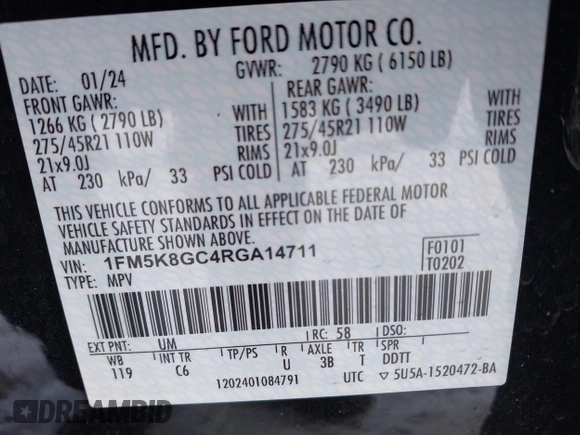 MFD. BY FORD MOTOR CO.
DATE: 01/24 GVWR: 2790 KG ( 6150 LB)
FRONT GAWR: REAR GAWR:
1266 KG ( 2790 LB) WITH 1583 KG ( 3490 LB) WITH
275/45R21 110W TIRES 275/45R21 110W TIRES
21x9.0J RIMS 21x9.0J RIMS
AT 230 kPa/ 33 PSI COLD AT 230 kPa/ 33 PSI COLD
THIS VEHICLE CONFORMS TO ALL APPLICABLE FEDERAL MOTOR
VEHICLE SAFETY STANDARDS IN EFFECT ON THE DATE OF
MANUFACTURE SHOWN ABOVE.
VIN: 1FM5K8GC4RGA14711 F0101
TYPE: MPV T0202
EXT PNT: UM RC: 58 DSO:
WB INT TR TP/PS R AXLE TR SPR
119 C6 U 3B T DDTT
1202401084791 UTC ▽ 5U5A-1520472-BA
DREAMBID